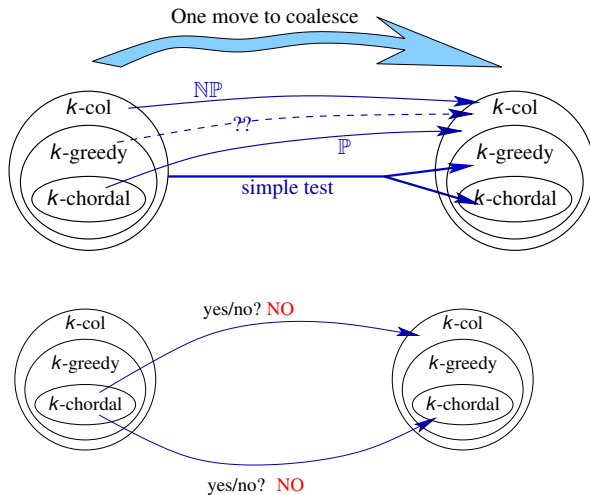 One move to coalesce
ℕℙ
k-col
k-col
??
ℙ
k-greedy
k-greedy
k-chordal
simple test
k-chordal
yes/no? NO
k-col
k-col
k-greedy
k-greedy
k-chordal
k-chordal
yes/no? NO